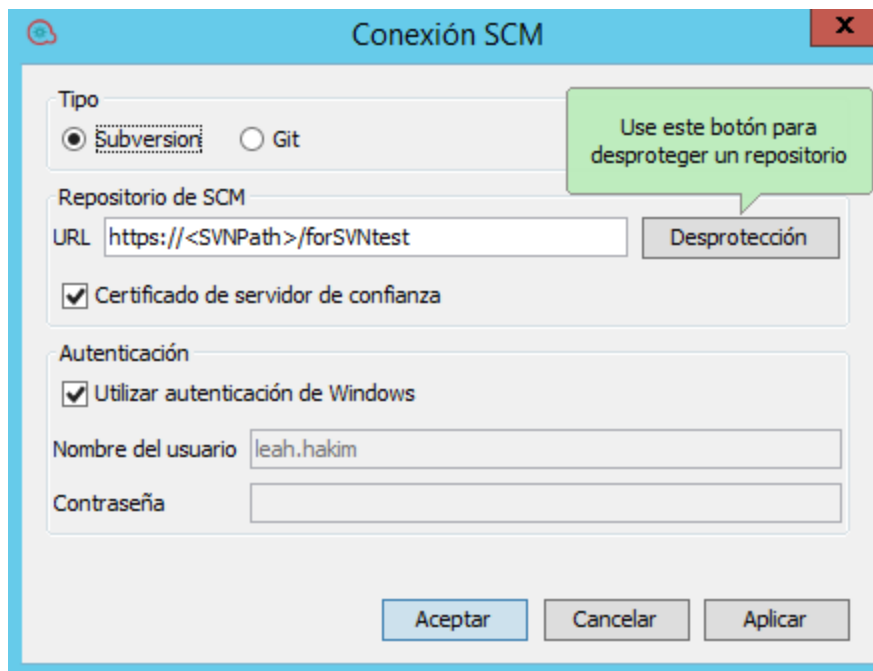 Conexión SCM
x
Tipo
Subversion
Git
Use este botón para
desproteger un repositorio
Repositorio de SCM
URL https://<SVNPath>/forSVNtest
Desprotección
Certificado de servidor de confianza
Autenticación
Utilizar autenticación de Windows
Nombre del usuario leah.hakim
Contraseña
Aceptar
Cancelar
Aplicar